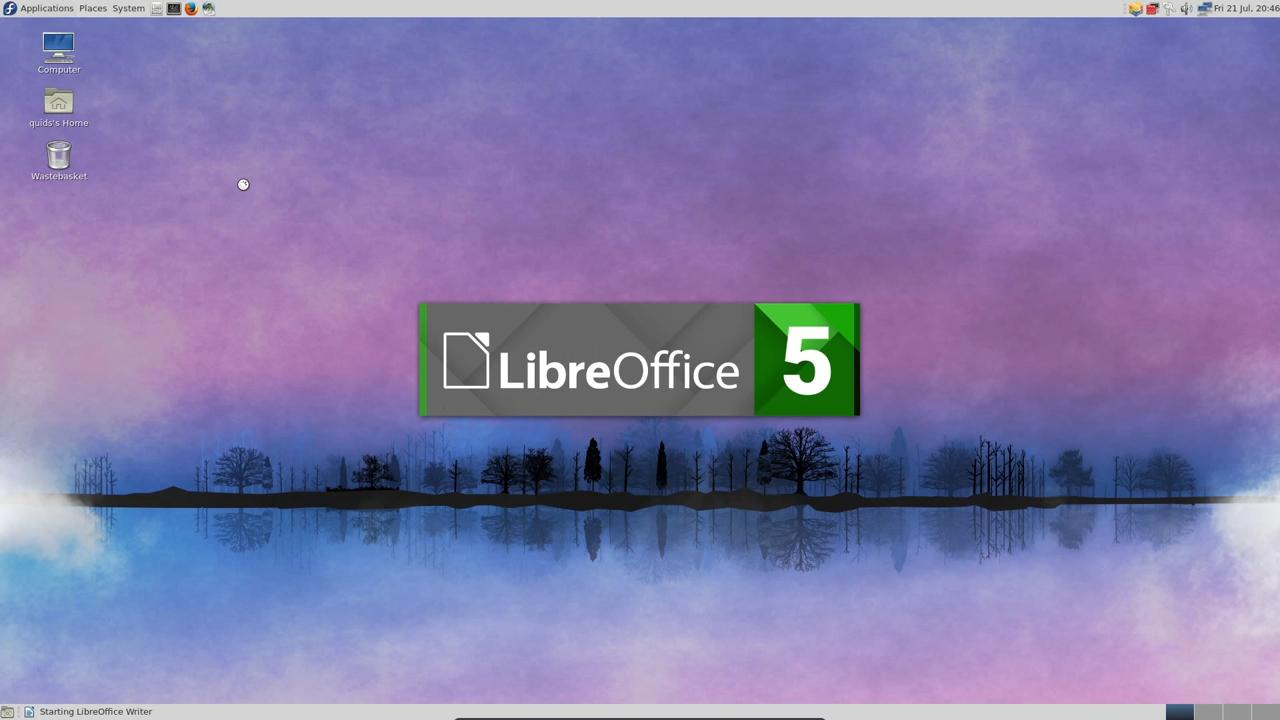 Applications Places System
Fri 21 Jul, 20:46
Computer
quids's Home
Wastebasket
LibreOffice 5
Starting LibreOffice Writer